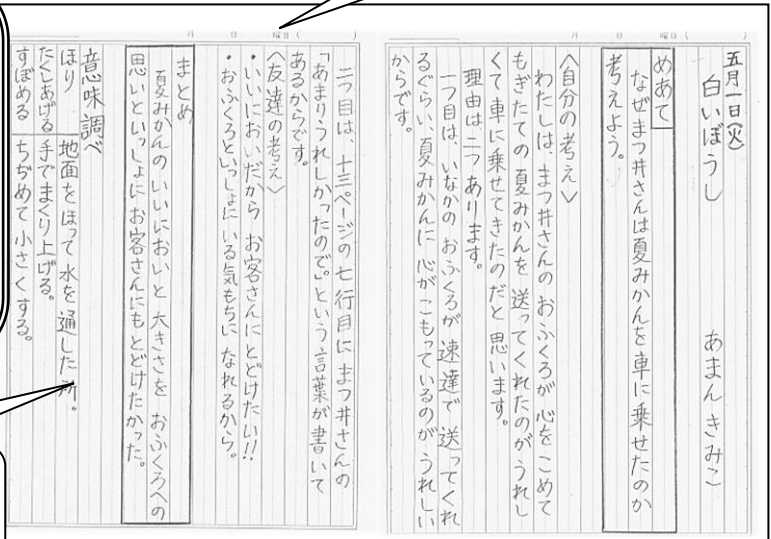 五月一日(火)
白いぼうし　あまんきみこ
めあて
なぜまつ井さんは夏みかんを車に乗せたのか
考えよう。
〈自分の考え〉
わたしは、まつ井さんのおふくろが心をこめて
もぎたての夏みかんを送ってくれたのがうれし
くて車に乗せてきたのだと思います。
理由は二つあります。
一つ目は、いなかのおふくろが速達で送ってくれ
るぐらい、夏みかんに心がこもっているのがうれしい
からです。
月　日　曜日(　)
二つ目は、十三ページの七行目にまつ井さんの
「あまりうれしかったので。」という言葉が書いて
あるからです。
〈友達の考え〉
・いいにおいだからお客さんにとどけたい!!
・おふくろといっしょにいる気もちになれるから。
まとめ
夏みかんのいいにおいと大きさを おふくろへの
思いといっしょにお客さんにもとどけたかった。
意味調べ
ほり　地面をほって水を通した所。
たくしあげる　手でまくり上げる。
すぼめる　ちぢめて小さくする。